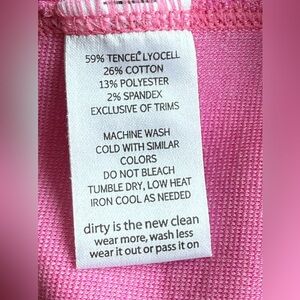 59% TENCEL® LYOCELL
26% COTTON
13% POLYESTER
2% SPANDEX
EXCLUSIVE OF TRIMS
MACHINE WASH
COLD WITH SIMILAR
COLORS
DO NOT BLEACH
TUMBLE DRY, LOW HEAT
IRON COOL AS NEEDED
dirty is the new clean
wear more, wash less
wear it out or pass it on